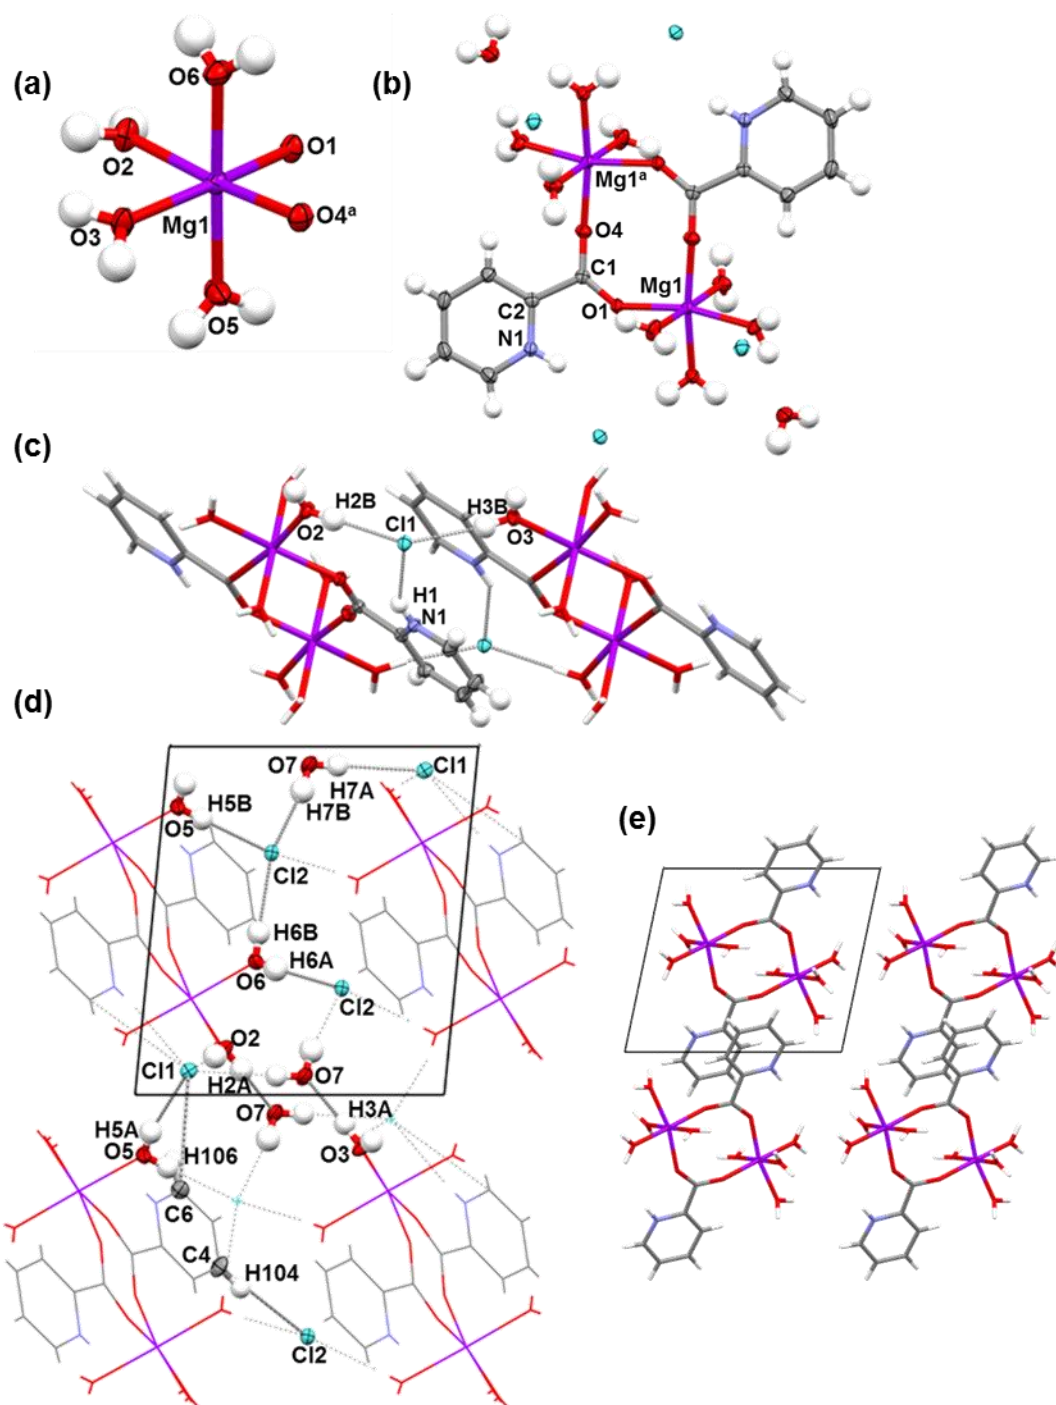 (a)
O6
O2
O1
O3
Mg1
O4ᵃ
O5
(b)
Mg1ᵃ
O4
C1
Mg1
C2
O1
N1
(c)
H2B
H3B
O2
Cl1
O3
H1
N1
(d)
O7
Cl1
H7A
H5B
H7B
O5
Cl2
H6B
H6A
O6
Cl2
O2
Cl1
O7
H2A
O7
H3A
H5A
O5
H106
O3
C6
C4
H104
Cl2
(e)